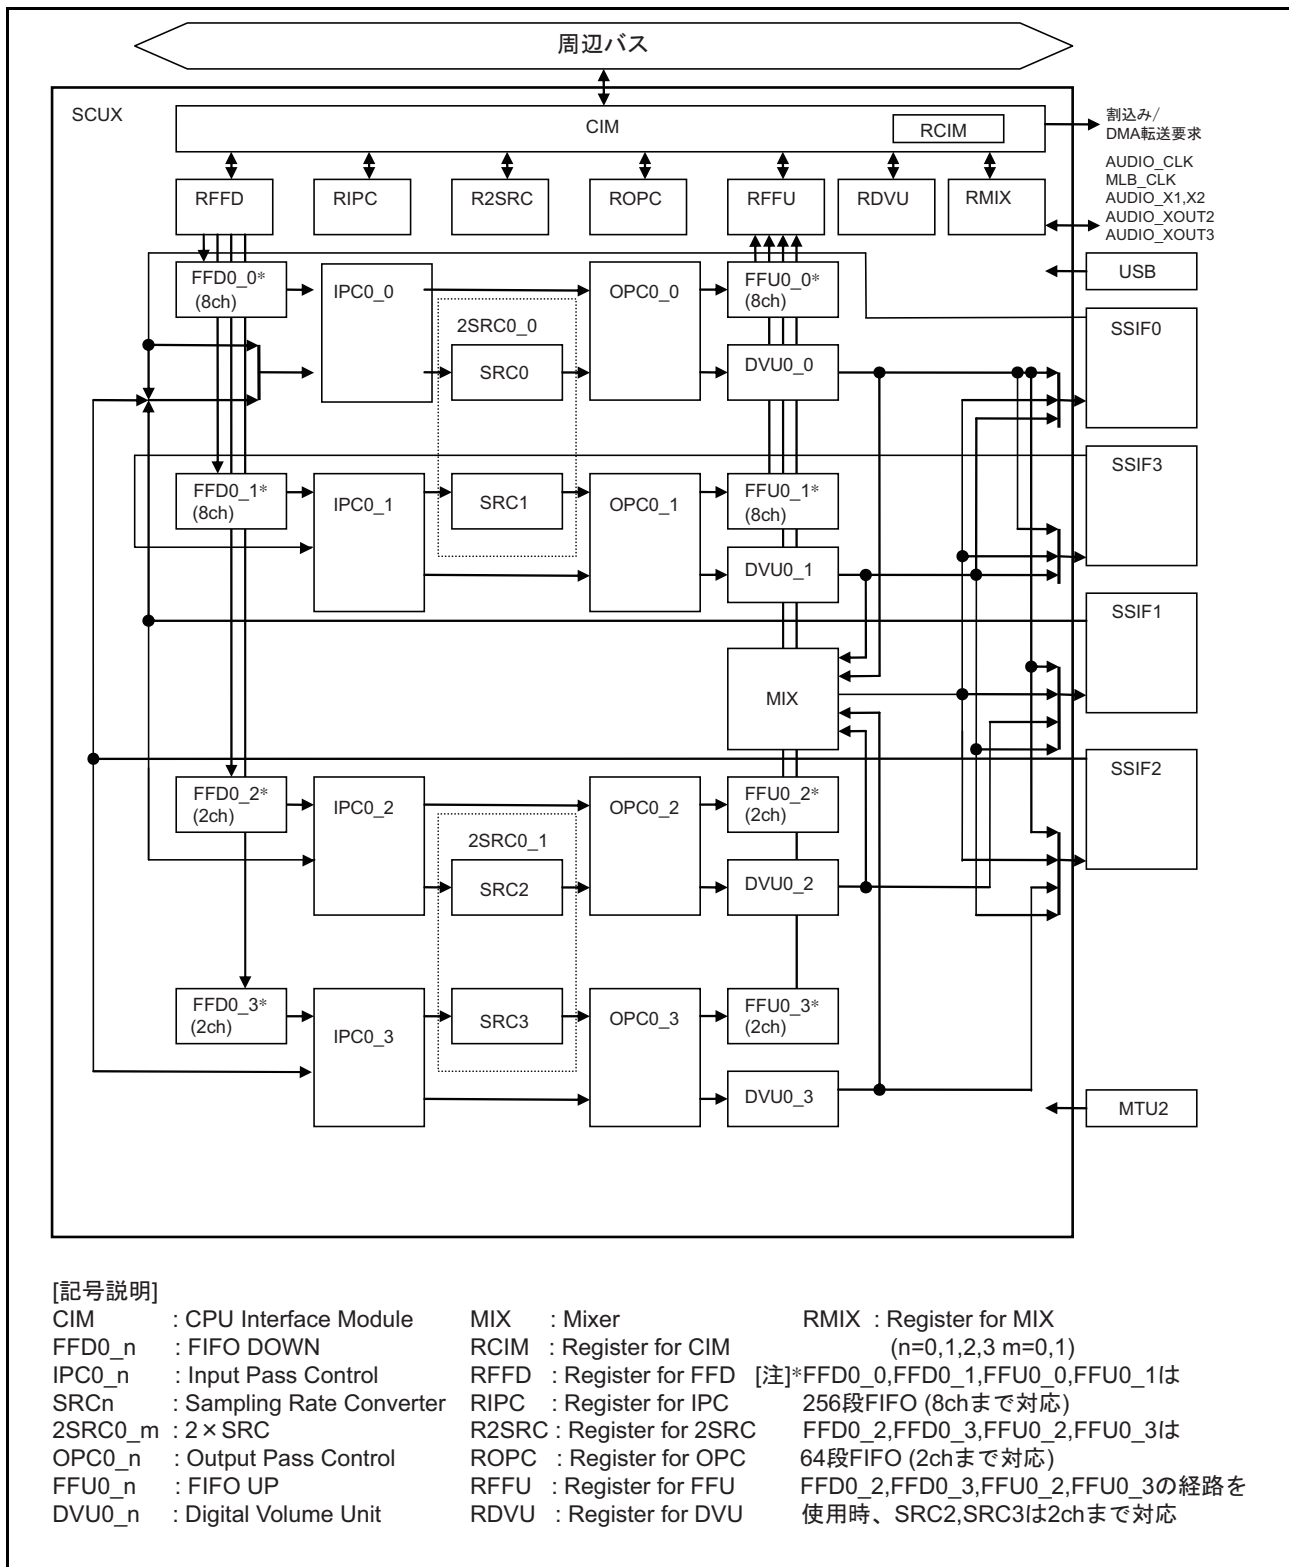 周辺バス
SCUX
CIM
RCIM
割込み/
DMA転送要求
AUDIO_CLK
MLB_CLK
AUDIO_X1,X2
AUDIO_XOUT2
AUDIO_XOUT3
RFFD
RIPC
R2SRC
ROPC
RFFU
RDVU
RMIX
USB
FFD0_0*
(8ch)
IPC0_0
2SRC0_0
SRC0
OPC0_0
FFU0_0*
(8ch)
DVU0_0
SSIF0
FFD0_1*
(8ch)
IPC0_1
SRC1
OPC0_1
FFU0_1*
(8ch)
DVU0_1
SSIF3
SSIF1
MIX
SSIF2
FFD0_2*
(2ch)
IPC0_2
2SRC0_1
SRC2
OPC0_2
FFU0_2*
(2ch)
DVU0_2
FFD0_3*
(2ch)
IPC0_3
SRC3
OPC0_3
FFU0_3*
(2ch)
DVU0_3
MTU2
[記号説明]
CIM : CPU Interface Module
FFD0_n : FIFO DOWN
IPC0_n : Input Pass Control
SRCn : Sampling Rate Converter
2SRC0_m : 2×SRC
OPC0_n : Output Pass Control
FFU0_n : FIFO UP
DVU0_n : Digital Volume Unit
MIX : Mixer
RCIM : Register for CIM
RFFD : Register for FFD
RIPC : Register for IPC
R2SRC : Register for 2SRC
ROPC : Register for OPC
RFFU : Register for FFU
RDVU : Register for DVU
RMIX : Register for MIX
(n=0,1,2,3 m=0,1)
[注]*FFD0_0,FFD0_1,FFU0_0,FFU0_1は
256段FIFO (8chまで対応)
FFD0_2,FFD0_3,FFU0_2,FFU0_3は
64段FIFO (2chまで対応)
FFD0_2,FFD0_3,FFU0_2,FFU0_3の経路を
使用時、SRC2,SRC3は2chまで対応